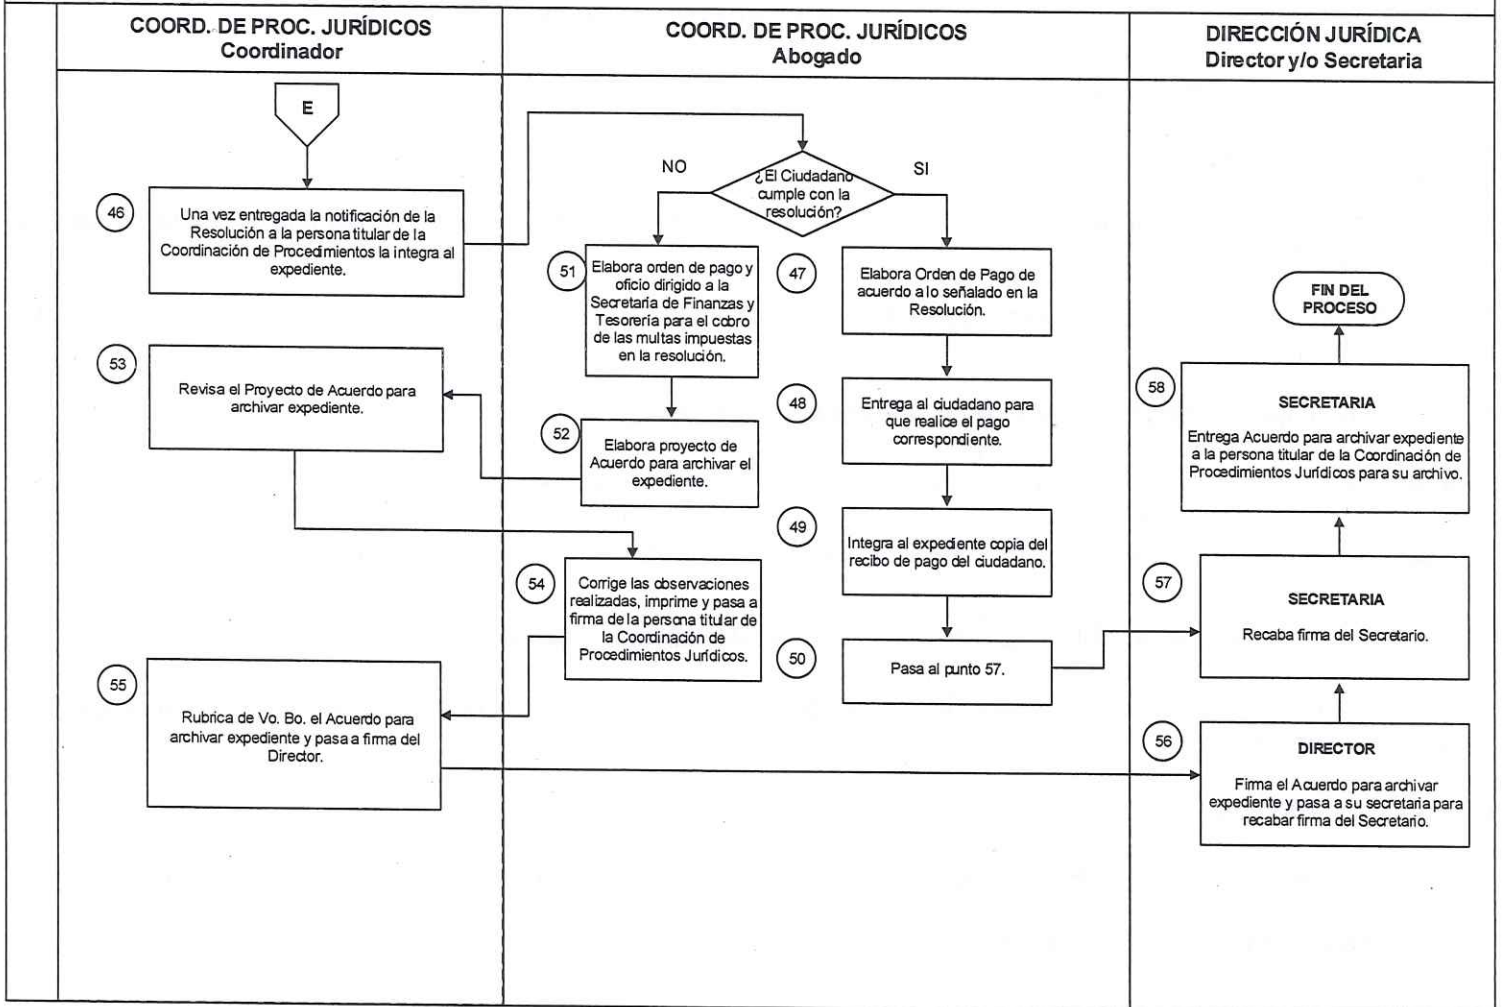 COORD. DE PROC. JURÍDICOS
Coordinador
COORD. DE PROC. JURÍDICOS
Abogado
DIRECCIÓN JURÍDICA
Director y/o Secretaria
E
46
Una vez entregada la notificación de la
Resolución a la persona titular de la
Coordinación de Procedimientos la integra al
expediente.
¿El Ciudadano
cumple con la
resolución?
NO
SI
51
Elabora orden de pago y
oficio dirigido a la
Secretaría de Finanzas y
Tesorería para el cobro
de las multas impuestas
en la resolución.
47
Elabora Orden de Pago de
acuerdo a lo señalado en la
Resolución.
FIN DEL
PROCESO
53
Revisa el Proyecto de Acuerdo para
archivar expediente.
52
Elabora proyecto de
Acuerdo para archivar el
expediente.
48
Entrega al ciudadano para
que realice el pago
correspondiente.
58
SECRETARIA
Entrega Acuerdo para archivar expediente
a la persona titular de la Coordinación de
Procedimientos Jurídicos para su archivo.
49
Integra al expediente copia del
recibo de pago del ciudadano.
54
Corrige las observaciones
realizadas, imprime y pasa a
firma de la persona titular de
la Coordinación de
Procedimientos Jurídicos.
57
SECRETARIA
Recaba firma del Secretario.
50
Pasa al punto 57.
55
Rubrica de Vo. Bo. el Acuerdo para
archivar expediente y pasa a firma del
Director.
56
DIRECTOR
Firma el Acuerdo para archivar
expediente y pasa a su secretaria para
recabar firma del Secretario.